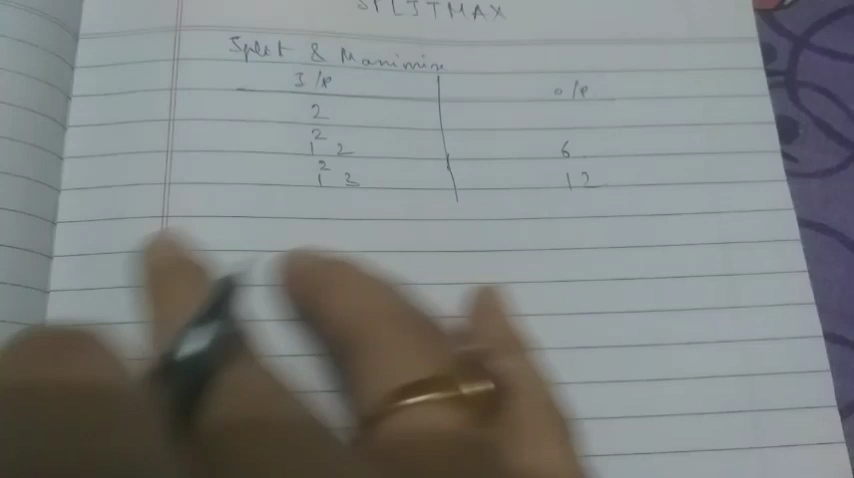 SPLITMAX
Split & Maximize
I/P o/p
2
2
1 2 6
2
1 3 12